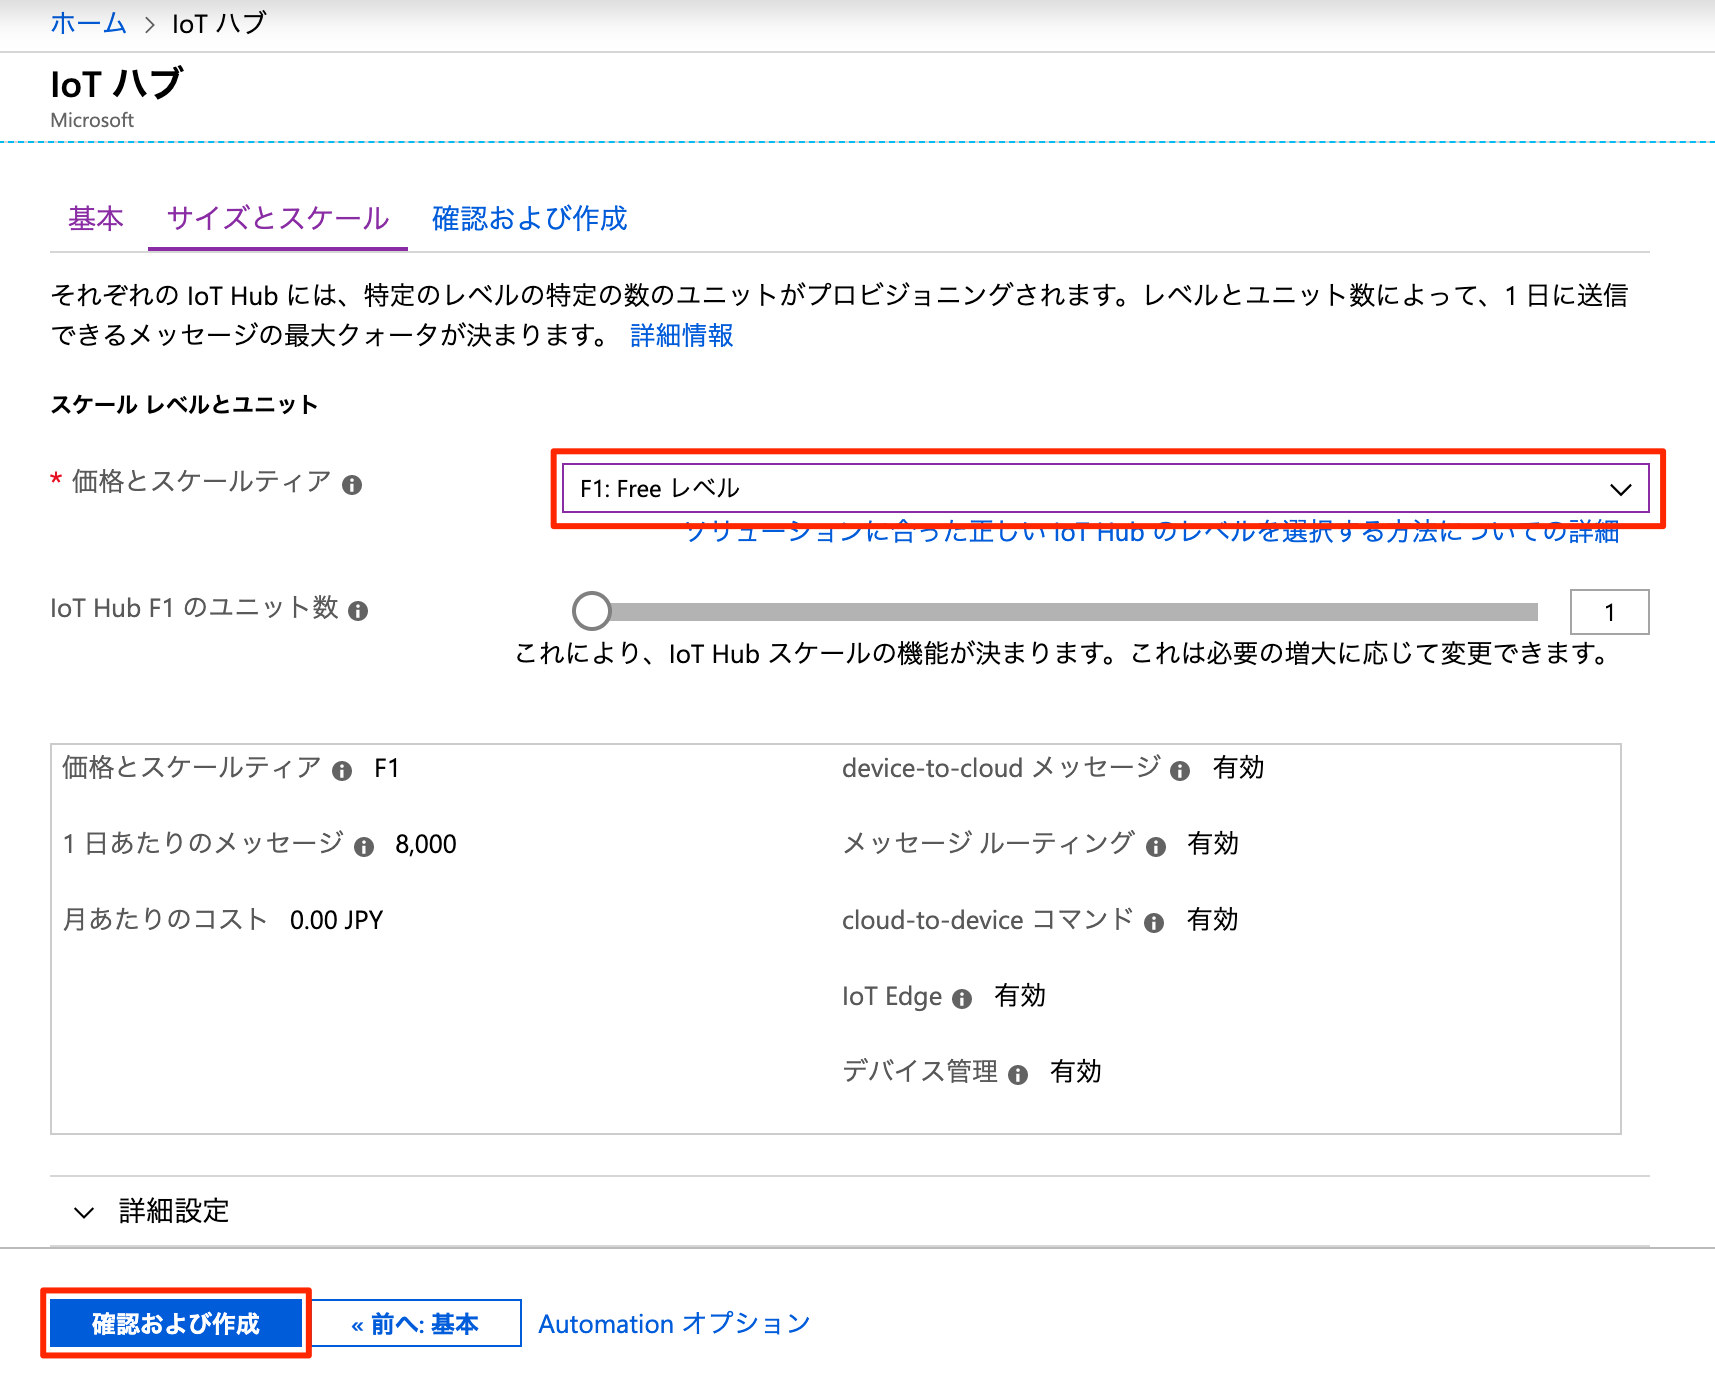 ホーム > IoT ハブ
IoT ハブ
Microsoft
基本 サイズとスケール 確認および作成
それぞれの IoT Hub には、特定のレベルの特定の数のユニットがプロビジョニングされます。レベルとユニット数によって、1 日に送信
できるメッセージの最大クォータが決まります。 詳細情報
スケール レベルとユニット
* 価格とスケールティア
F1: Free レベル
ソリューションに合った正しい IoT Hub のレベルを選択する方法についての詳細
IoT Hub F1 のユニット数
1
これにより、IoT Hub スケールの機能が決まります。これは必要の増大に応じて変更できます。
価格とスケールティア F1
1 日あたりのメッセージ 8,000
月あたりのコスト 0.00 JPY
device-to-cloud メッセージ 有効
メッセージ ルーティング 有効
cloud-to-device コマンド 有効
IoT Edge 有効
デバイス管理 有効
詳細設定
確認および作成
« 前へ: 基本
Automation オプション